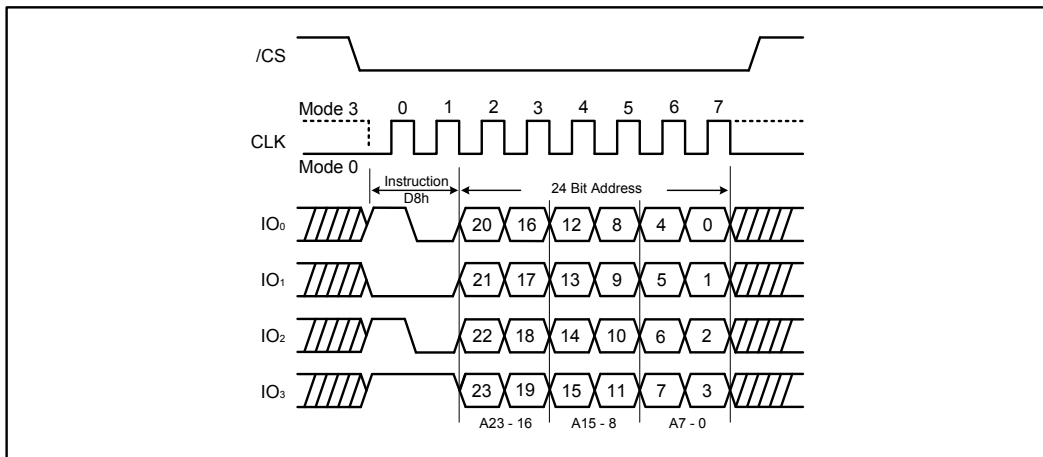 /CS
Mode 3 0 1 2 3 4 5 6 7
CLK
Mode 0
Instruction 24 Bit Address
D8h
IO₀ 20 16 12 8 4 0
IO₁ 21 17 13 9 5 1
IO₂ 22 18 14 10 6 2
IO₃ 23 19 15 11 7 3
A23 - 16 A15 - 8 A7 - 0